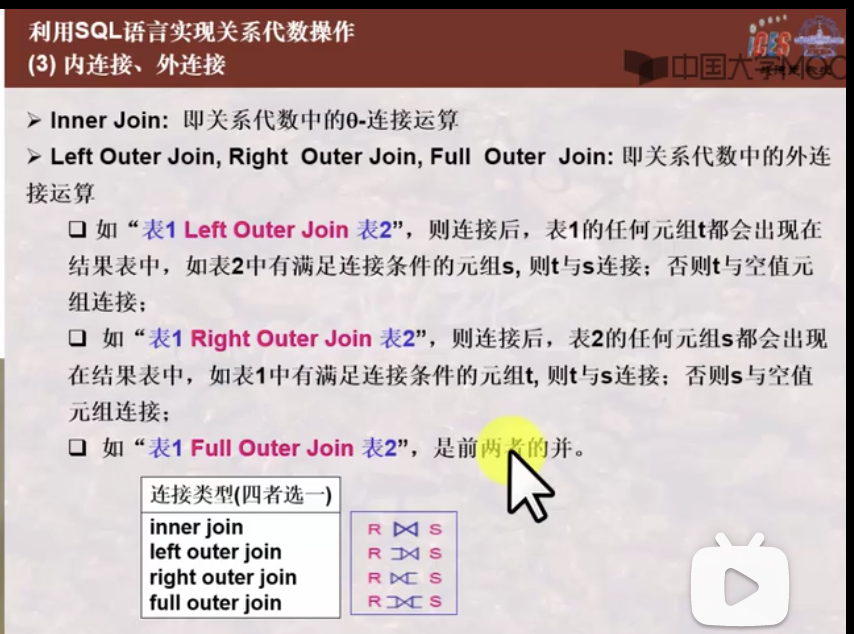 利用SQL语言实现关系代数操作
(3) 内连接、外连接
iCES
中国大学MOOC
➢ Inner Join: 即关系代数中的θ-连接运算
➢ Left Outer Join, Right Outer Join, Full Outer Join: 即关系代数中的外连
接运算
❑ 如“表1 Left Outer Join 表2”，则连接后，表1的任何元组t都会出现在
结果表中，如表2中有满足连接条件的元组s, 则t与s连接；否则t与空值元
组连接；
❑ 如“表1 Right Outer Join 表2”，则连接后，表2的任何元组s都会出现
在结果表中，如表1中有满足连接条件的元组t, 则t与s连接；否则s与空值
元组连接；
❑ 如“表1 Full Outer Join 表2”，是前两者的并。
连接类型(四者选一)
inner join
left outer join
right outer join
full outer join
R ⋈ S
R ⟕ S
R ⟖ S
R ⟗ S